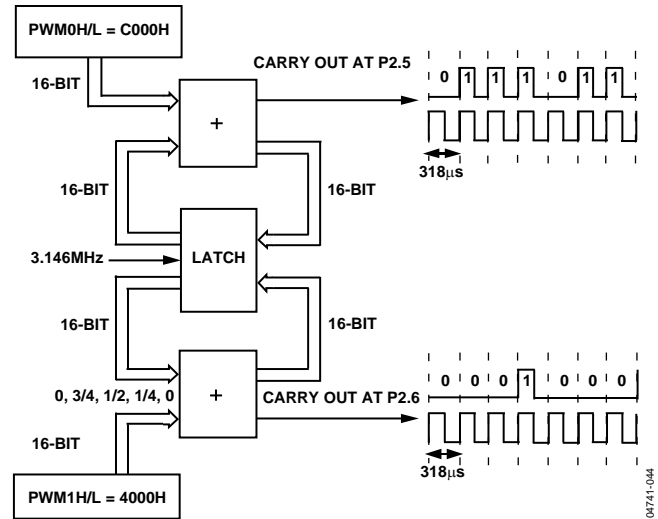 PWM0H/L = C000H
16-BIT
CARRY OUT AT P2.5
0 1 1 1 0 1 1
+
318μs
16-BIT
16-BIT
3.146MHz
LATCH
16-BIT
16-BIT
0, 3/4, 1/2, 1/4, 0
+
CARRY OUT AT P2.6
0 0 0 1 0 0 0
16-BIT
318μs
PWM1H/L = 4000H
04741-044